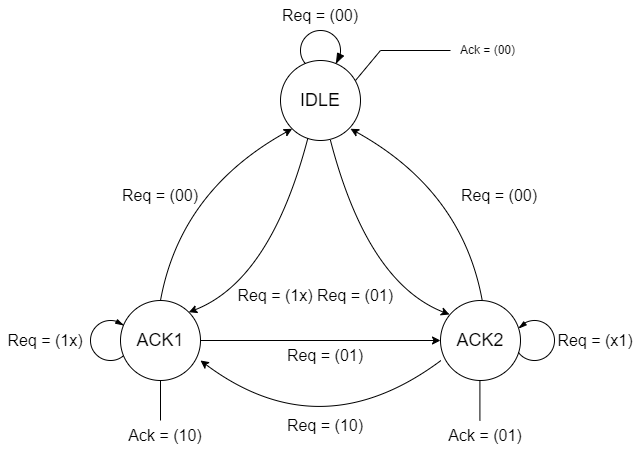 Req = (00)
Ack = (00)
IDLE
Req = (00)
Req = (00)
Req = (1x) Req = (01)
Req = (1x)
ACK1
ACK2
Req = (x1)
Req = (01)
Req = (10)
Ack = (10)
Ack = (01)